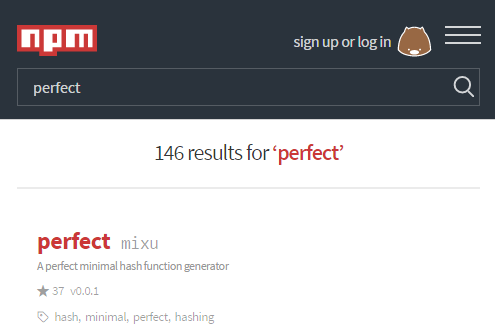 npm
sign up or log in
perfect
146 results for ‘perfect’
perfect mixu
A perfect minimal hash function generator
37 v0.0.1
hash, minimal, perfect, hashing